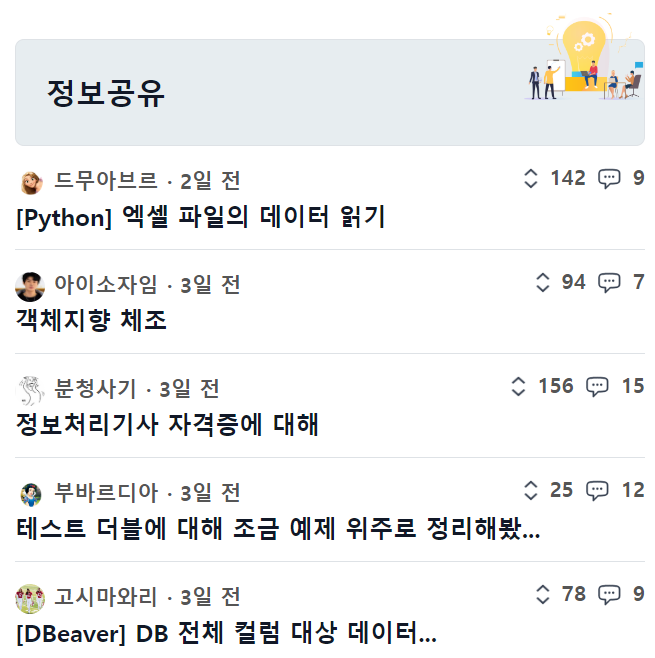 정보공유
드무아브르 · 2일 전 142 9
[Python] 엑셀 파일의 데이터 읽기
아이소자임 · 3일 전 94 7
객체지향 체조
분청사기 · 3일 전 156 15
정보처리기사 자격증에 대해
부바르디아 · 3일 전 25 12
테스트 더블에 대해 조금 예제 위주로 정리해봤...
고시마와리 · 3일 전 78 9
[DBeaver] DB 전체 컬럼 대상 데이터...